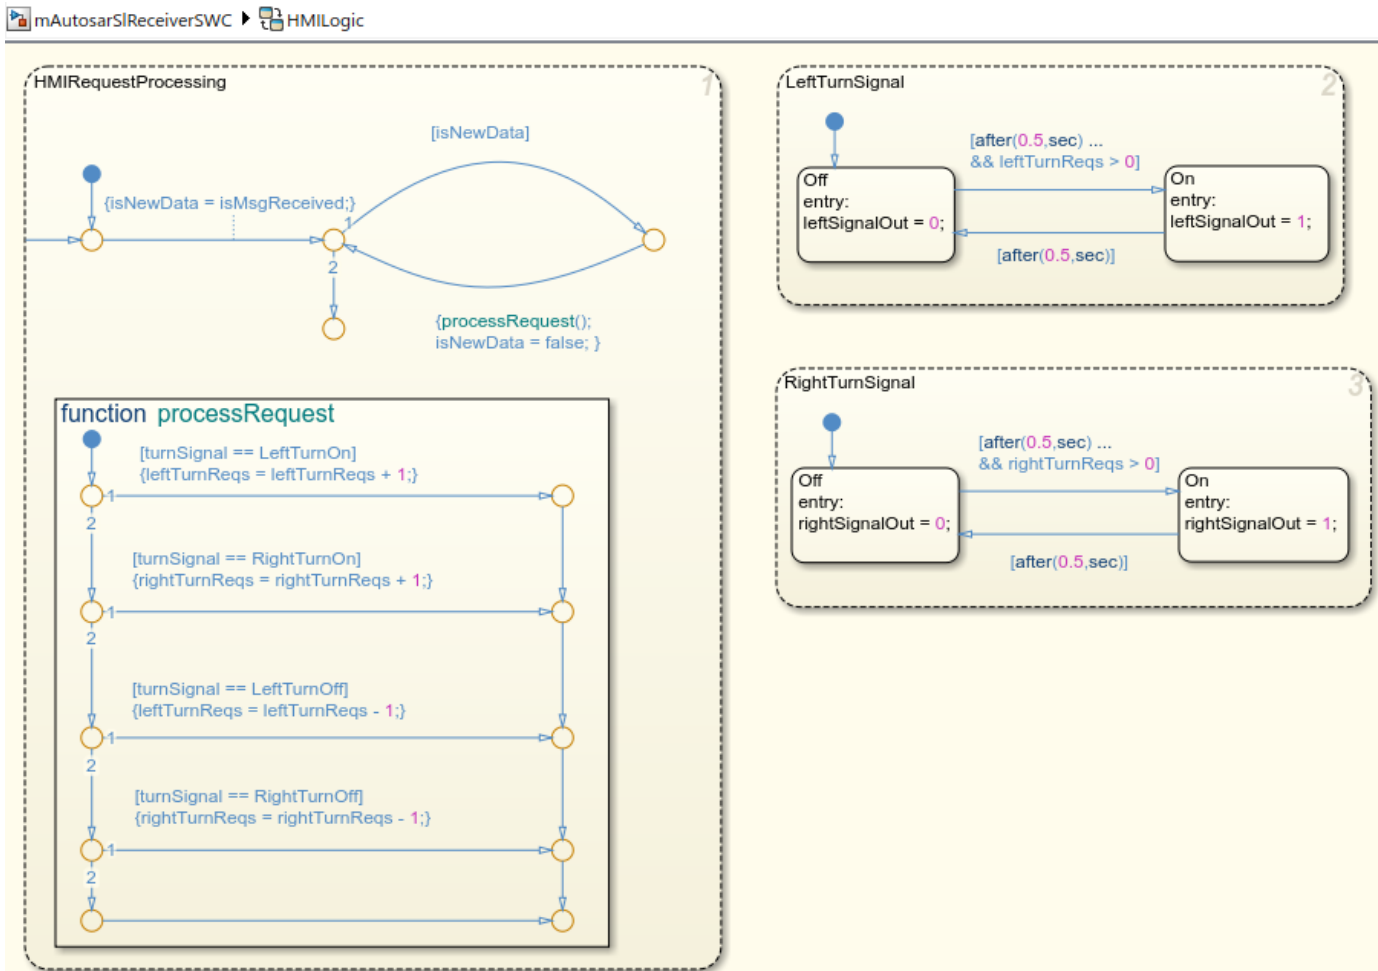 mAutosarSlReceiverSWC HMILogic
HMIRequestProcessing
1
[isNewData]
{isNewData = isMsgReceived;}
1
2
{processRequest();
isNewData = false; }
function processRequest
[turnSignal == LeftTurnOn]
{leftTurnReqs = leftTurnReqs + 1;}
1
2
[turnSignal == RightTurnOn]
{rightTurnReqs = rightTurnReqs + 1;}
1
2
[turnSignal == LeftTurnOff]
{leftTurnReqs = leftTurnReqs - 1;}
1
2
[turnSignal == RightTurnOff]
{rightTurnReqs = rightTurnReqs - 1;}
1
2
LeftTurnSignal
2
[after(0.5,sec) ...
&& leftTurnReqs > 0]
Off
entry:
leftSignalOut = 0;
On
entry:
leftSignalOut = 1;
[after(0.5,sec)]
RightTurnSignal
3
[after(0.5,sec) ...
&& rightTurnReqs > 0]
Off
entry:
rightSignalOut = 0;
On
entry:
rightSignalOut = 1;
[after(0.5,sec)]